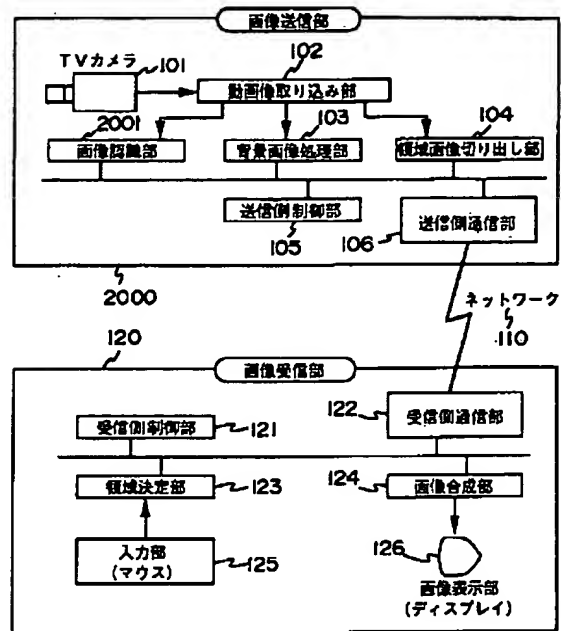 画像送信部
TVカメラ
101
102
動画像取り込み部
2001
103
104
画像認識部
背景画像処理部
領域画像切り出し部
送信側制御部
105
送信側通信部
106
2000
ネットワーク
110
120
画像受信部
受信側制御部
121
122
受信側通信部
領域決定部
123
124
画像合成部
入力部
(マウス)
125
126
画像表示部
(ディスプレイ)